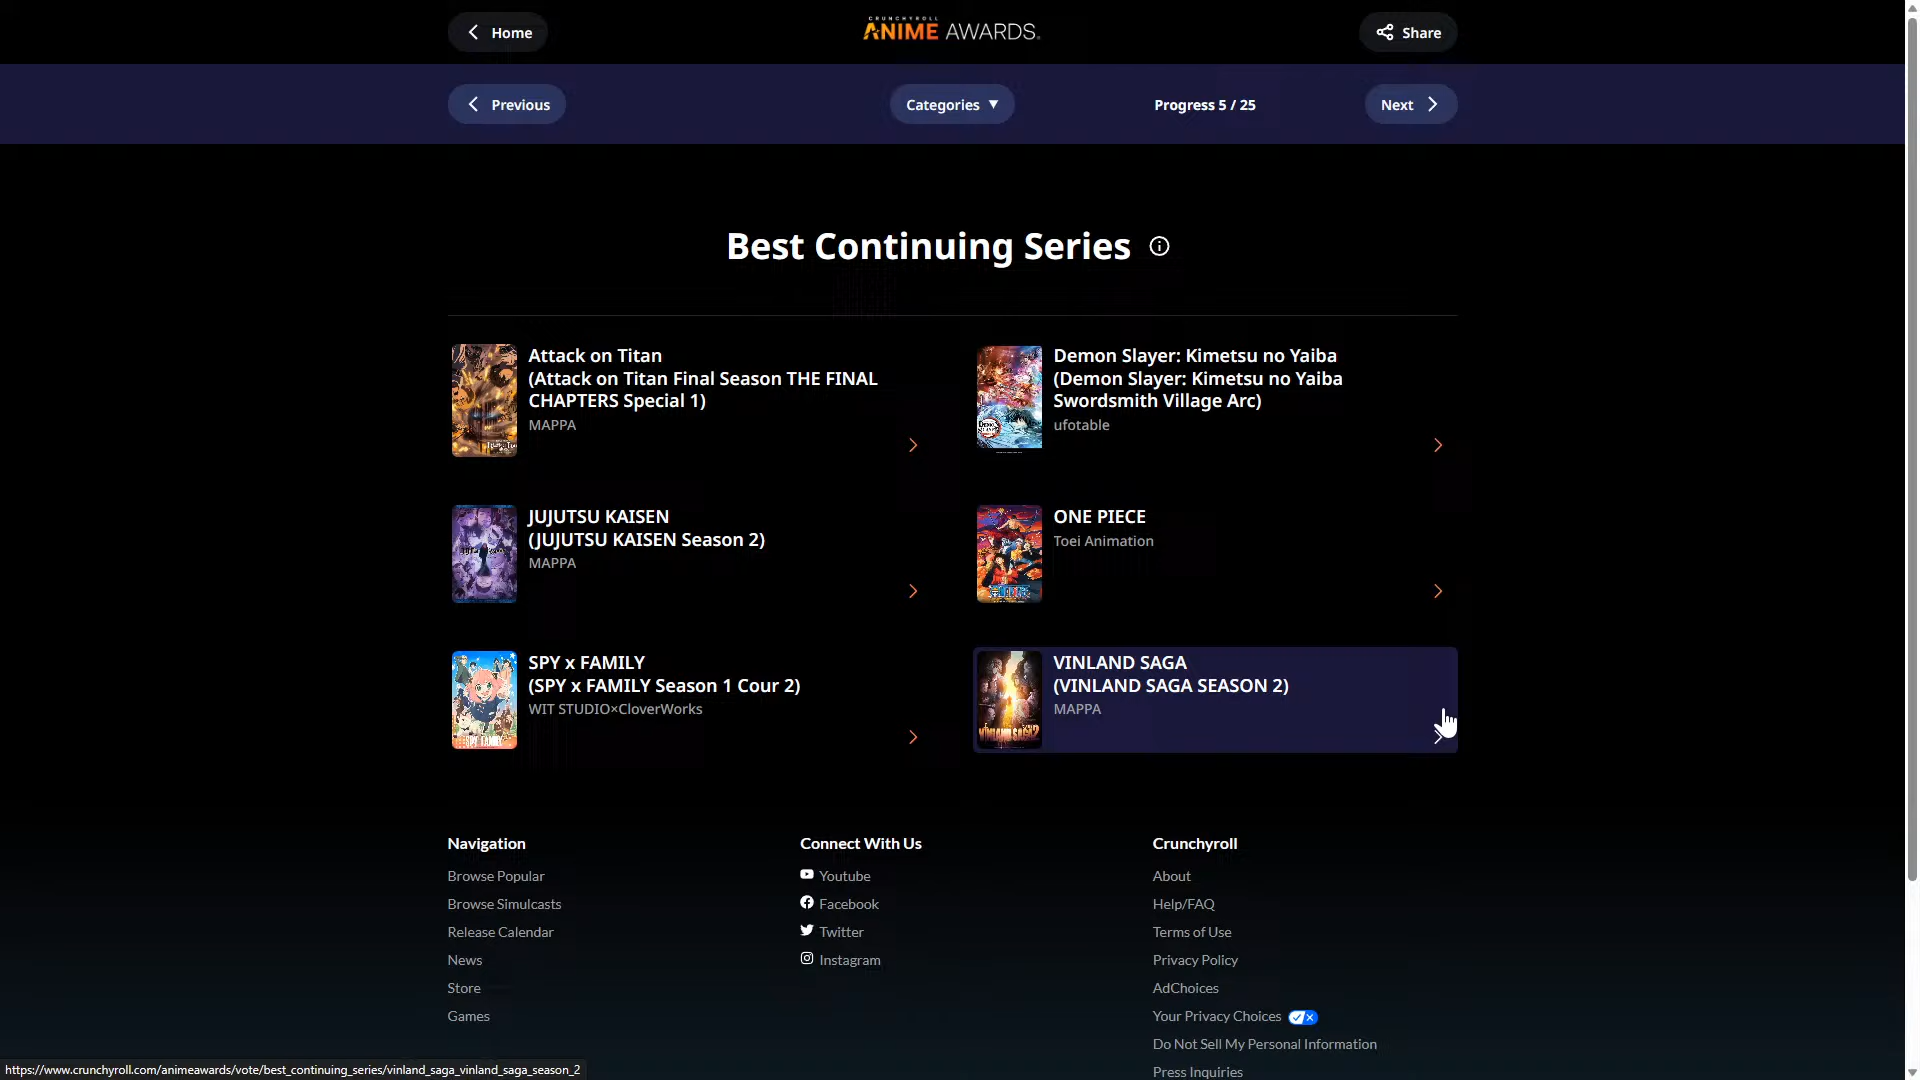 Home
CRUNCHYROLL
ANIME AWARDS
Share
Previous
Categories
Progress 5 / 25
Next
Best Continuing Series
Attack on Titan
(Attack on Titan Final Season THE FINAL
CHAPTERS Special 1)
MAPPA
Demon Slayer: Kimetsu no Yaiba
(Demon Slayer: Kimetsu no Yaiba
Swordsmith Village Arc)
ufotable
JUJUTSU KAISEN
(JUJUTSU KAISEN Season 2)
MAPPA
ONE PIECE
Toei Animation
SPY x FAMILY
(SPY x FAMILY Season 1 Cour 2)
WIT STUDIO×CloverWorks
SPY FAMILY
VINLAND SAGA
(VINLAND SAGA SEASON 2)
MAPPA
Navigation
Browse Popular
Browse Simulcasts
Release Calendar
News
Store
Games
Connect With Us
Youtube
Facebook
Twitter
Instagram
Crunchyroll
About
Help/FAQ
Terms of Use
Privacy Policy
AdChoices
Your Privacy Choices
Do Not Sell My Personal Information
Press Inquiries
https://www.crunchyroll.com/animeawards/vote/best_continuing_series/vinland_saga_vinland_saga_season_2